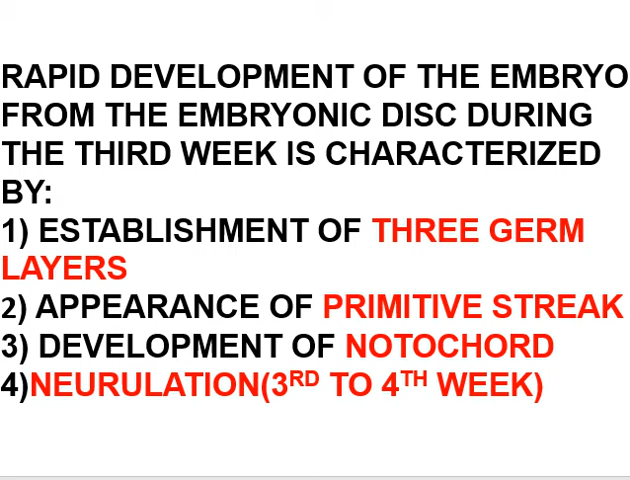 RAPID DEVELOPMENT OF THE EMBRYO
FROM THE EMBRYONIC DISC DURING
THE THIRD WEEK IS CHARACTERIZED
BY:
1) ESTABLISHMENT OF THREE GERM
LAYERS
2) APPEARANCE OF PRIMITIVE STREAK
3) DEVELOPMENT OF NOTOCHORD
4)NEURULATION(3RD TO 4TH WEEK)